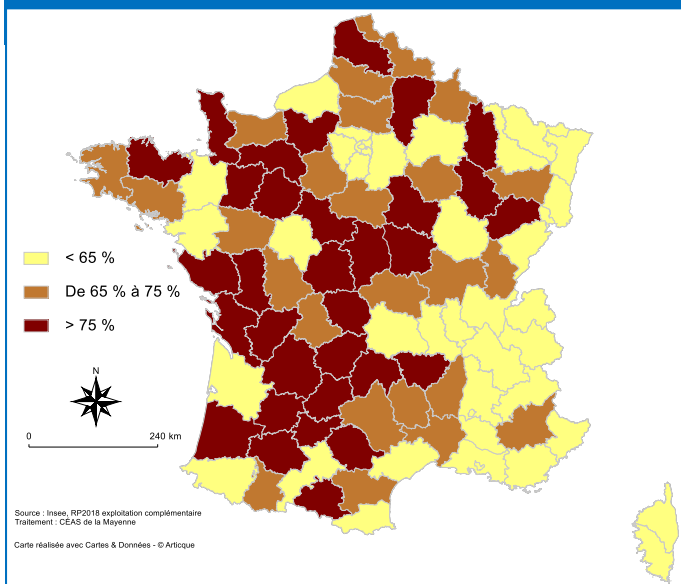 < 65 %
De 65 % à 75 %
> 75 %
N
0 240 km
Source : Insee, RP2018 exploitation complémentaire
Traitement : CÉAS de la Mayenne
Carte réalisée avec Cartes & Données - © Articque